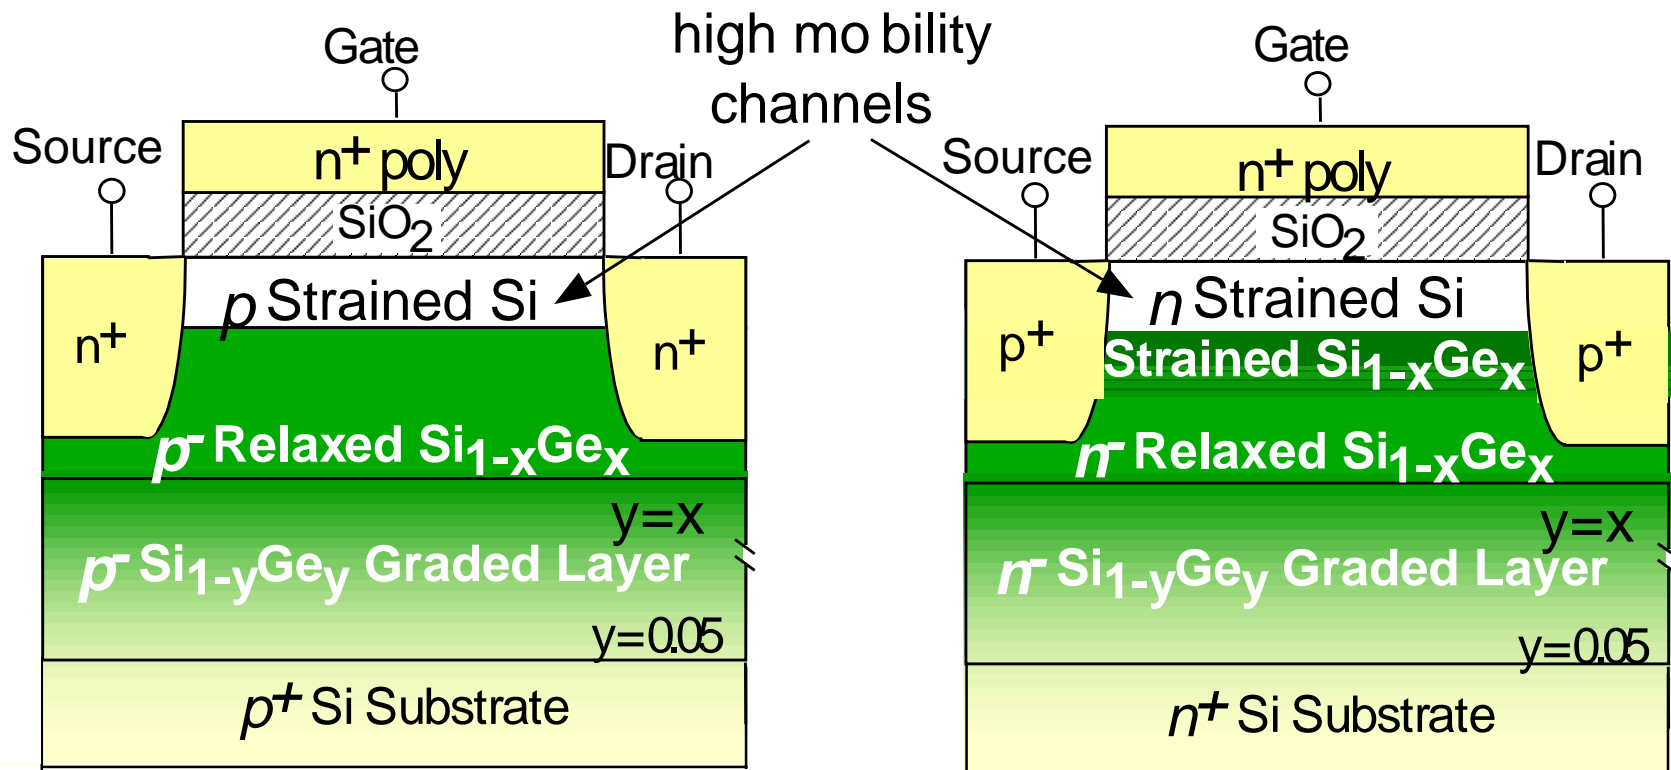 high mo bility
channels
Gate
Source
Drain
n+ poly
SiO2
p Strained Si
n+
n+
p- Relaxed Si1-xGex
y=x
p- Si1-yGey Graded Layer
y=0.05
p+ Si Substrate
Gate
Source
Drain
n+ poly
SiO2
n Strained Si
p+
p+
Strained Si1-xGex
n- Relaxed Si1-xGex
y=x
n- Si1-yGey Graded Layer
y=0.05
n+ Si Substrate